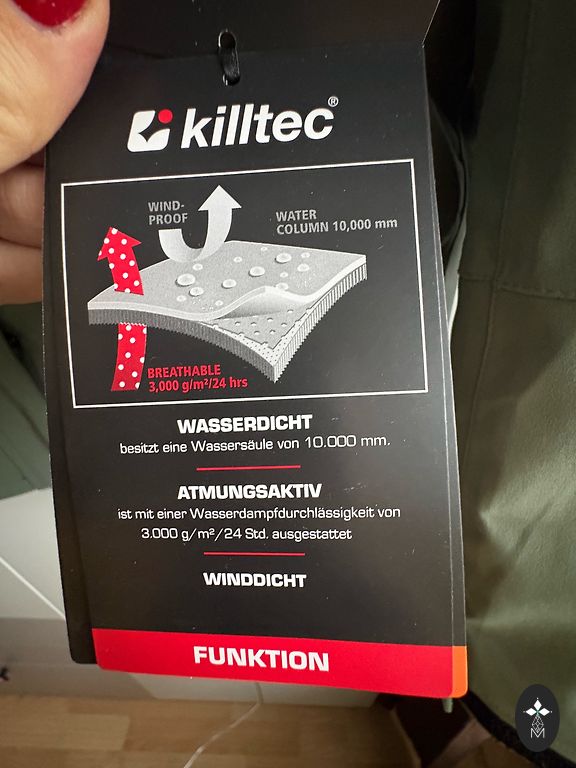 killtec®
WIND-
PROOF
WATER
COLUMN 10,000 mm
BREATHABLE
3,000 g/m²/24 hrs
WASSERDICHT
besitzt eine Wassersäule von 10.000 mm.
ATMUNGSAKTIV
ist mit einer Wasserdampfdurchlässigkeit von
3.000 g/m²/24 Std. ausgestattet
WINDDICHT
FUNKTION
M